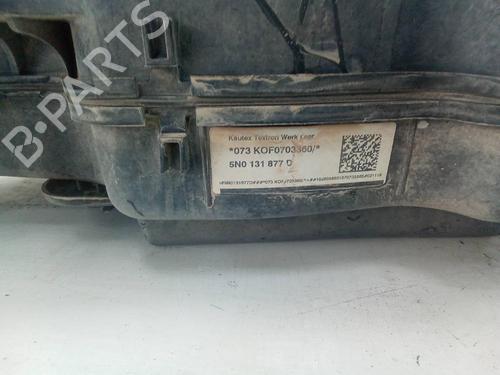 B-PARTS
Kautex Textron Werk Leer
*073 KOF0703360/*
5N0 131 877 D